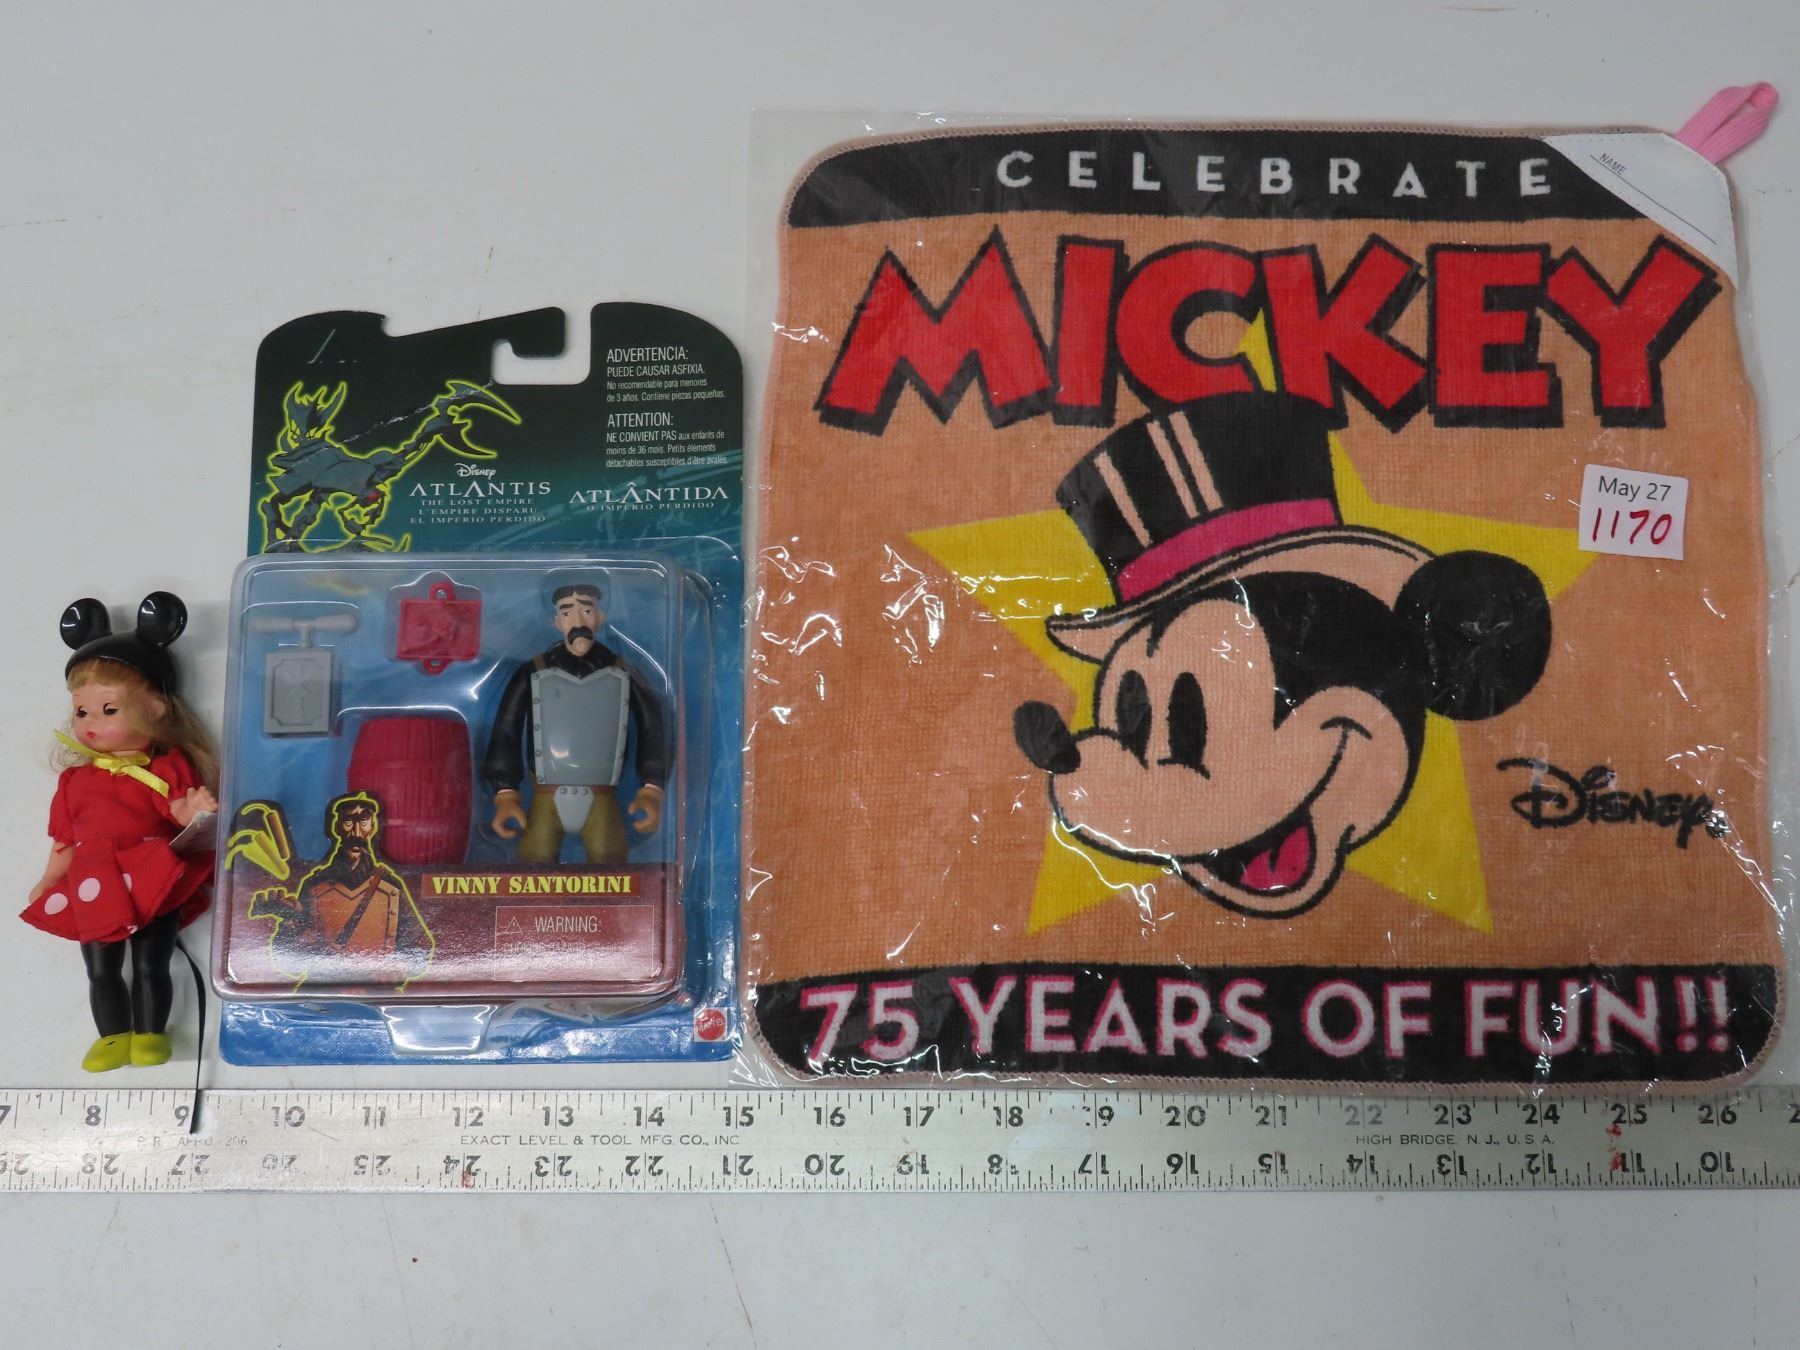 ADVERTENCIA:
PUEDE CAUSAR ASFIXIA.
No recomendable para menores
de 3 años. Contiene piezas pequeñas.
ATTENTION:
NE CONVIENT PAS aux enfants de
moins de 36 mois. Petits éléments
détachables susceptibles d'être avalés.
Disney
ATLANTIS
THE LOST EMPIRE
L'EMPIRE DISPARU
EL IMPERIO PERDIDO
ATLÂNTIDA
O IMPERIO PERDIDO
VINNY SANTORINI
WARNING:
CHOKING HAZARD
MATTEL
CELEBRATE
NAME
MICKEY
May 27
1170
Disney
75 YEARS OF FUN!!
7 8 9 10 11 12 13 14 15 16 17 18 19 20 21 22 23 24 25 26
EXACT LEVEL & TOOL MFG. CO., INC.
HIGH BRIDGE, N. J., U. S. A.
29 28 27 26 25 24 23 22 21 20 19 18 17 16 15 14 13 12 11 10